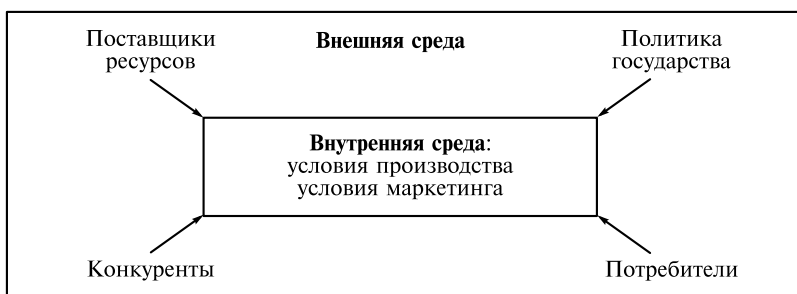 Поставщики
ресурсов
Внешняя среда
Политика
государства
Внутренняя среда:
условия производства
условия маркетинга
Конкуренты
Потребители